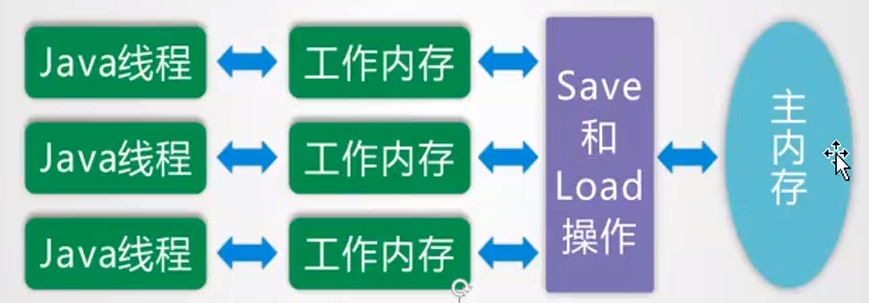 Java线程
工作内存
Java线程
工作内存
Java线程
工作内存
Save
和
Load
操作
主
内
存